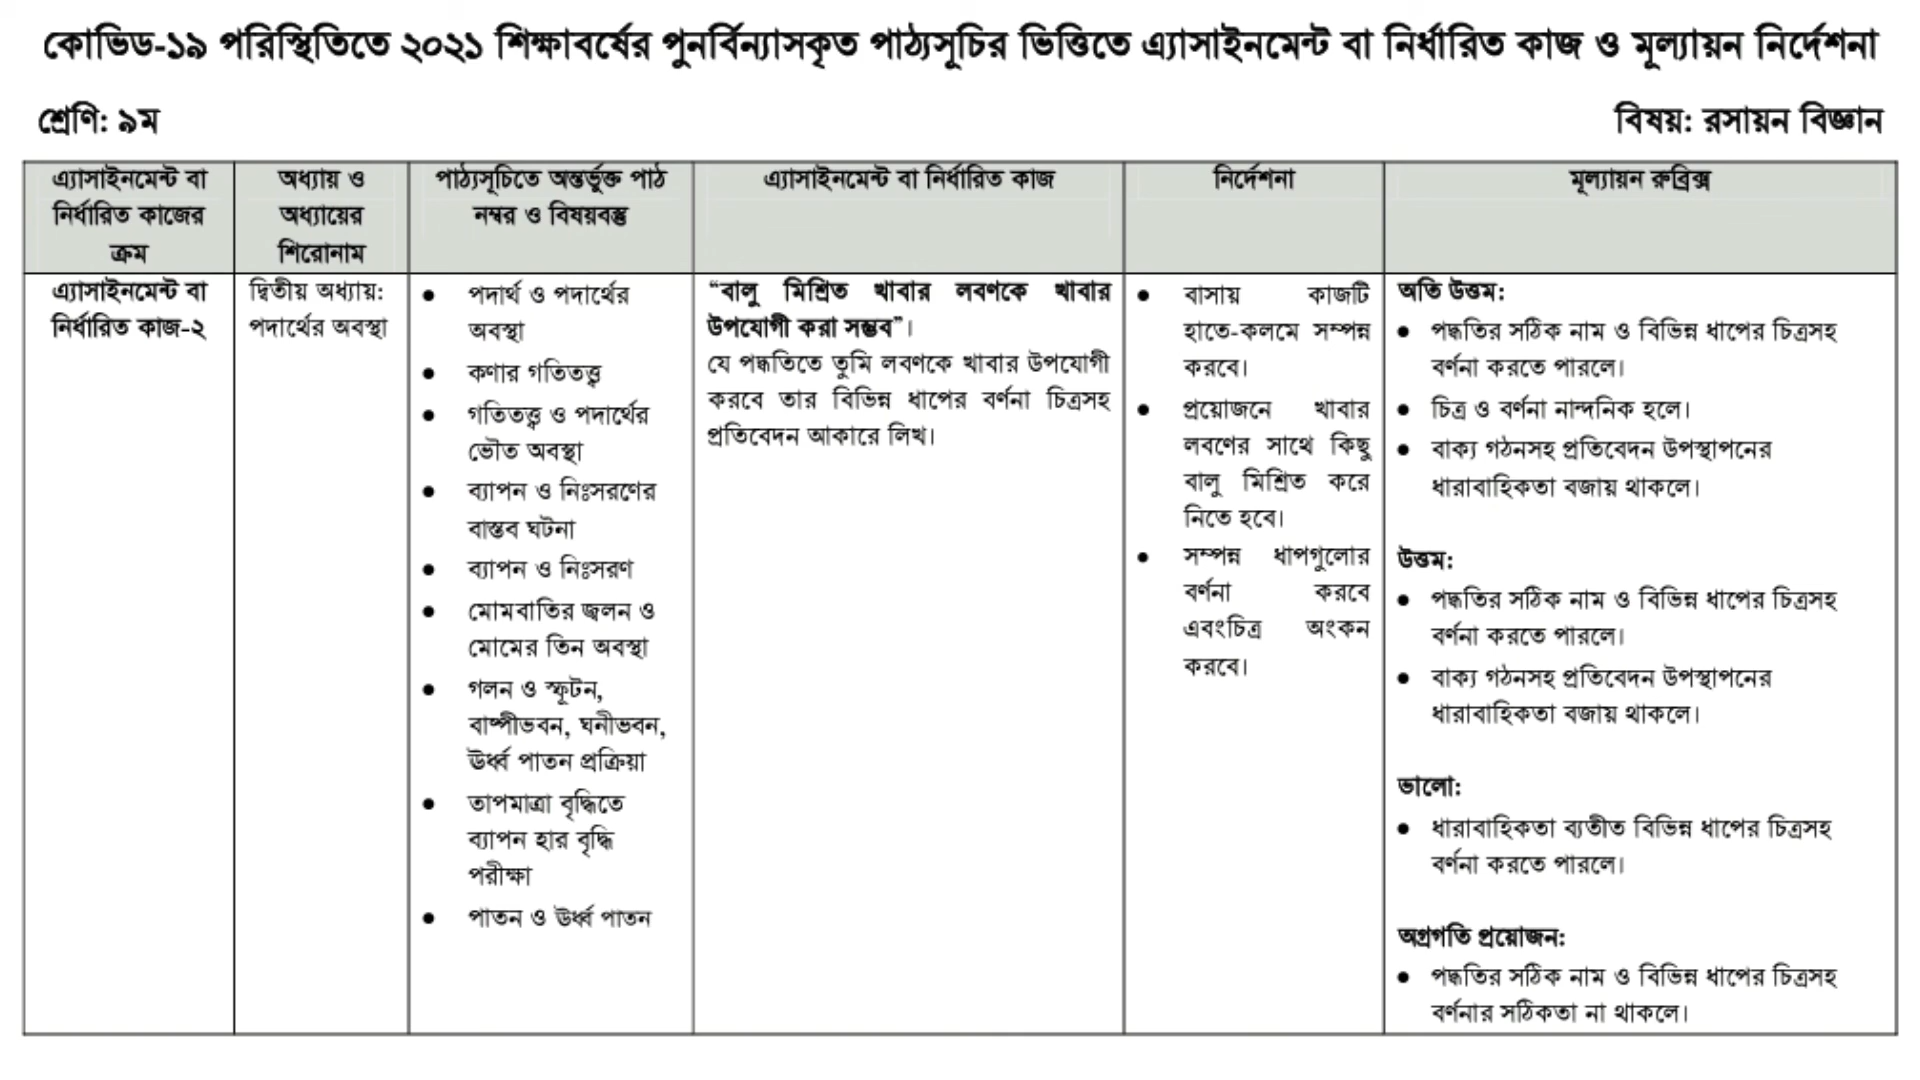 কোভিড-১৯ পরিস্থিতিতে ২০২১ শিক্ষাবর্ষের পুনর্বিন্যাসকৃত পাঠ্যসূচির ভিত্তিতে এ্যাসাইনমেন্ট বা নির্ধারিত কাজ ও মূল্যায়ন নির্দেশনা
শ্রেণি: ৯ম
বিষয়: রসায়ন বিজ্ঞান
এ্যাসাইনমেন্ট বা
নির্ধারিত কাজের
ক্রম
অধ্যায় ও
অধ্যায়ের
শিরোনাম
পাঠ্যসূচিতে অন্তর্ভুক্ত পাঠ
নম্বর ও বিষয়বস্তু
এ্যাসাইনমেন্ট বা নির্ধারিত কাজ
নির্দেশনা
মূল্যায়ন রুব্রিক্স
এ্যাসাইনমেন্ট বা
নির্ধারিত কাজ-২
দ্বিতীয় অধ্যায়:
পদার্থের অবস্থা
● পদার্থ ও পদার্থের
অবস্থা
● কণার গতিতত্ত্ব
● গতিতত্ত্ব ও পদার্থের
ভৌত অবস্থা
● ব্যাপন ও নিঃসরণের
বাস্তব ঘটনা
● ব্যাপন ও নিঃসরণ
● মোমবাতির জ্বলন ও
মোমের তিন অবস্থা
● গলন ও স্ফূটন,
বাষ্পীভবন, ঘনীভবন,
ঊর্ধ্ব পাতন প্রক্রিয়া
● তাপমাত্রা বৃদ্ধিতে
ব্যাপন হার বৃদ্ধি
পরীক্ষা
● পাতন ও ঊর্ধ্ব পাতন
“বালু মিশ্রিত খাবার লবণকে খাবার
উপযোগী করা সম্ভব”।
যে পদ্ধতিতে তুমি লবণকে খাবার উপযোগী
করবে তার বিভিন্ন ধাপের বর্ণনা চিত্রসহ
প্রতিবেদন আকারে লিখ।
● বাসায় কাজটি
হাতে-কলমে সম্পন্ন
করবে।
● প্রয়োজনে খাবার
লবণের সাথে কিছু
বালু মিশ্রিত করে
নিতে হবে।
● সম্পন্ন ধাপগুলোর
বর্ণনা করবে
এবংচিত্র অংকন
করবে।
অতি উত্তম:
● পদ্ধতির সঠিক নাম ও বিভিন্ন ধাপের চিত্রসহ
বর্ণনা করতে পারলে।
● চিত্র ও বর্ণনা নান্দনিক হলে।
● বাক্য গঠনসহ প্রতিবেদন উপস্থাপনের
ধারাবাহিকতা বজায় থাকলে।
উত্তম:
● পদ্ধতির সঠিক নাম ও বিভিন্ন ধাপের চিত্রসহ
বর্ণনা করতে পারলে।
● বাক্য গঠনসহ প্রতিবেদন উপস্থাপনের
ধারাবাহিকতা বজায় থাকলে।
ভালো:
● ধারাবাহিকতা ব্যতীত বিভিন্ন ধাপের চিত্রসহ
বর্ণনা করতে পারলে।
অগ্রগতি প্রয়োজন:
● পদ্ধতির সঠিক নাম ও বিভিন্ন ধাপের চিত্রসহ
বর্ণনার সঠিকতা না থাকলে।